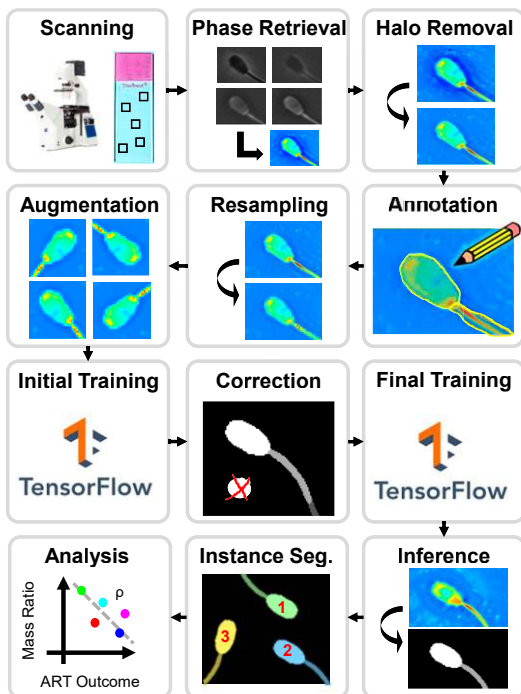 Scanning
Phase Retrieval
Halo Removal
Augmentation
Resampling
Annotation
Initial Training
Correction
Final Training
TensorFlow
TensorFlow
Analysis
Instance Seg.
Inference
Mass Ratio
ρ
ART Outcome
1
3
2